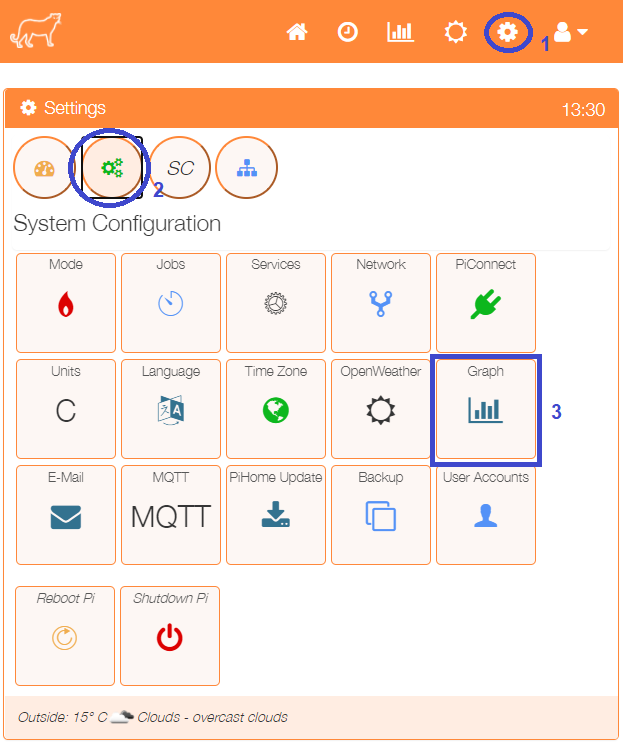 1
Settings 13:30
SC
2
System Configuration
Mode Jobs Services Network PiConnect
Units Language Time Zone OpenWeather Graph
C A
3
E-Mail MQTT PiHome Update Backup User Accounts
MQTT
Reboot Pi Shutdown Pi
Outside: 15° C Clouds - overcast clouds